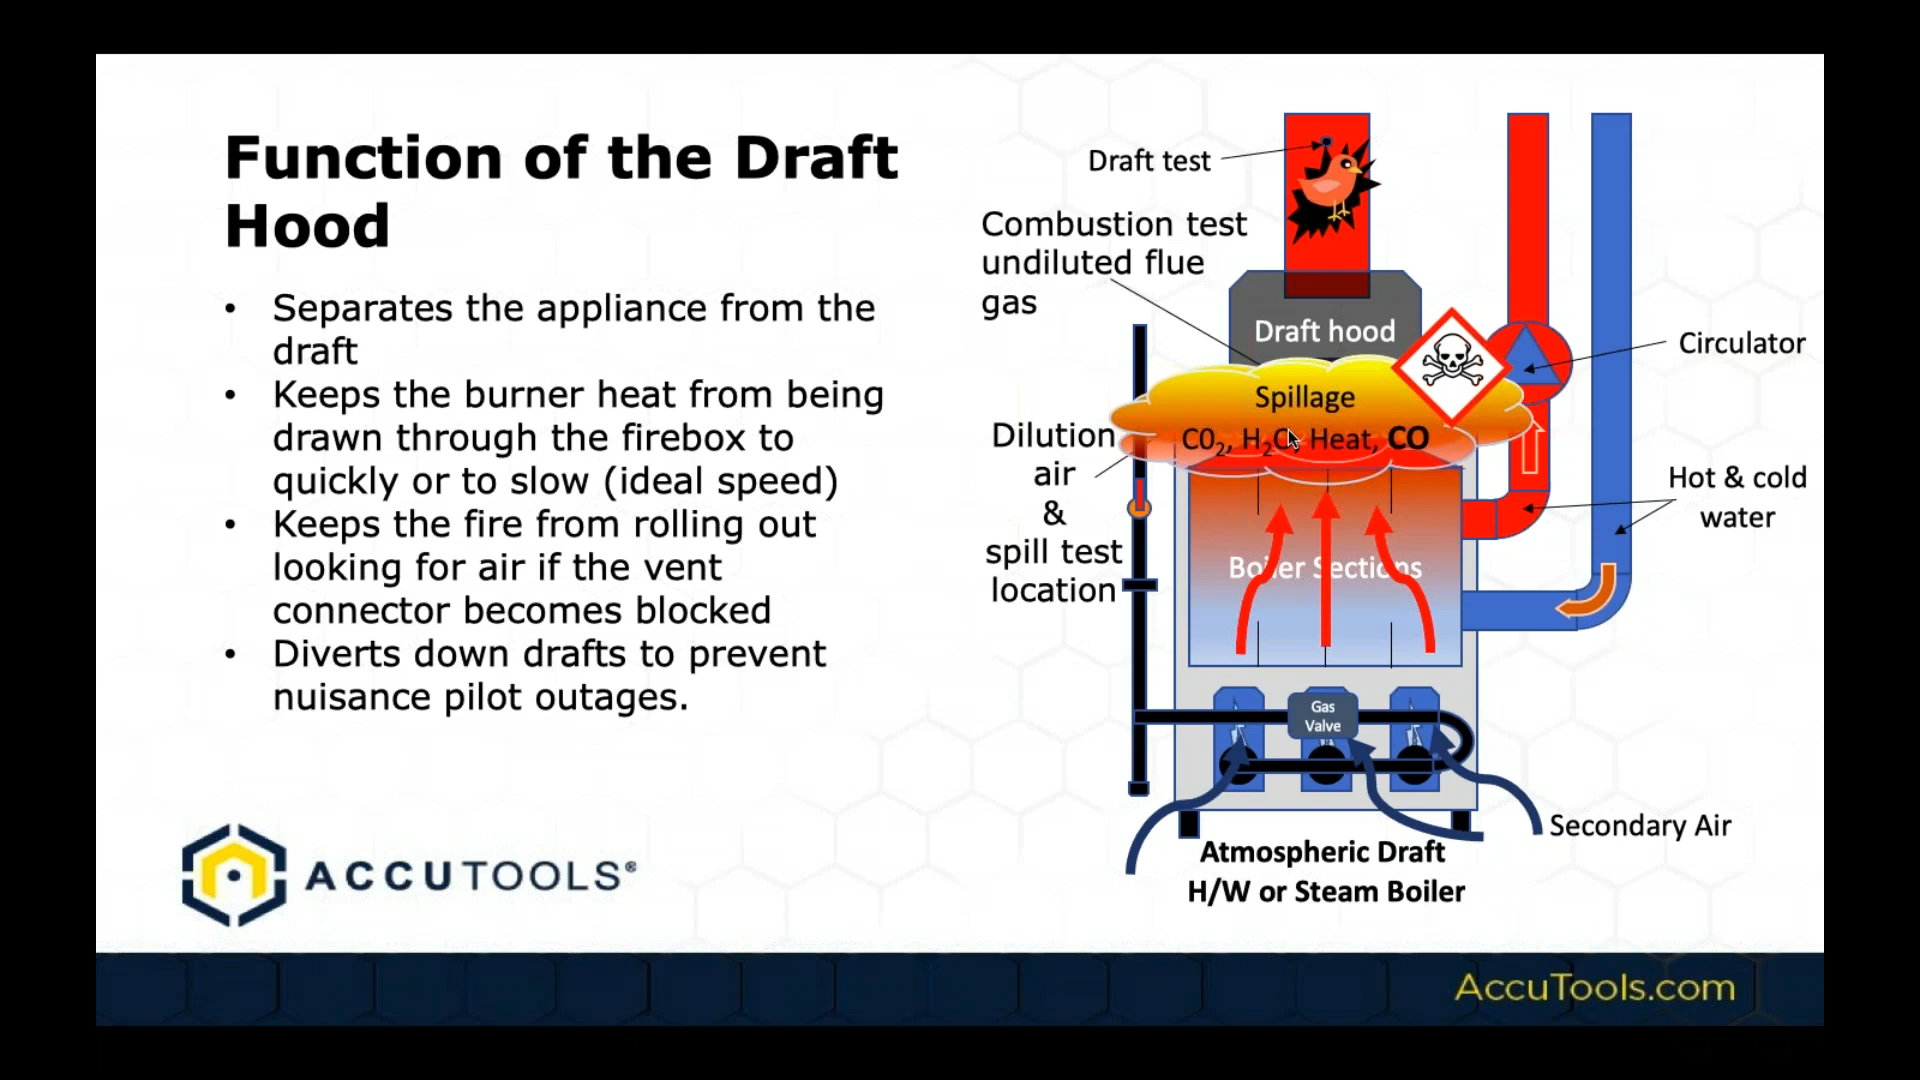 Function of the Draft
Hood
• Separates the appliance from the
draft
• Keeps the burner heat from being
drawn through the firebox to
quickly or to slow (ideal speed)
• Keeps the fire from rolling out
looking for air if the vent
connector becomes blocked
• Diverts down drafts to prevent
nuisance pilot outages.
Draft test
Combustion test
undiluted flue
gas
Draft hood
Circulator
Spillage
CO₂, H₂O, Heat, CO
Dilution
air
&
spill test
location
Hot & cold
water
Boiler Sections
Gas
Valve
Secondary Air
Atmospheric Draft
H/W or Steam Boiler
ACCUTOOLS®
AccuTools.com